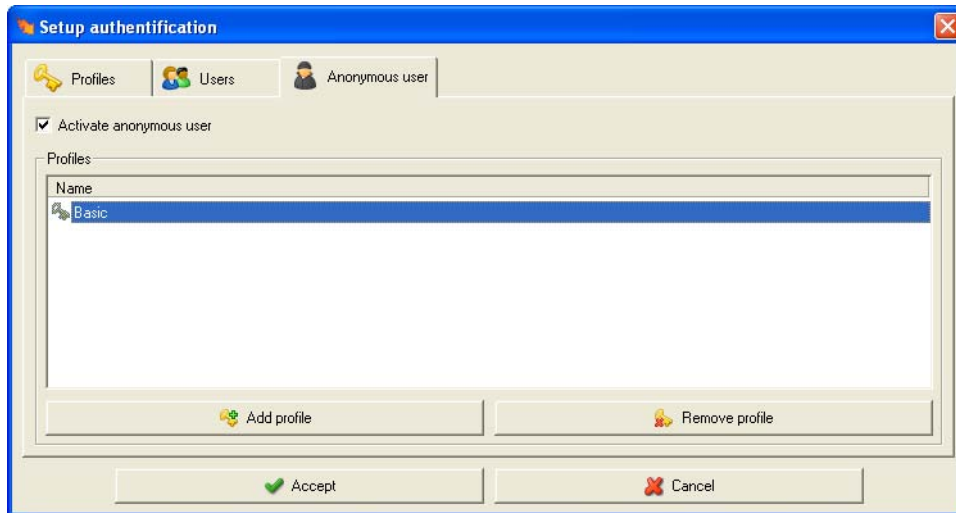 Setup authentification
Profiles Users Anonymous user
Activate anonymous user
Profiles
Name
Basic
Add profile Remove profile
Accept Cancel